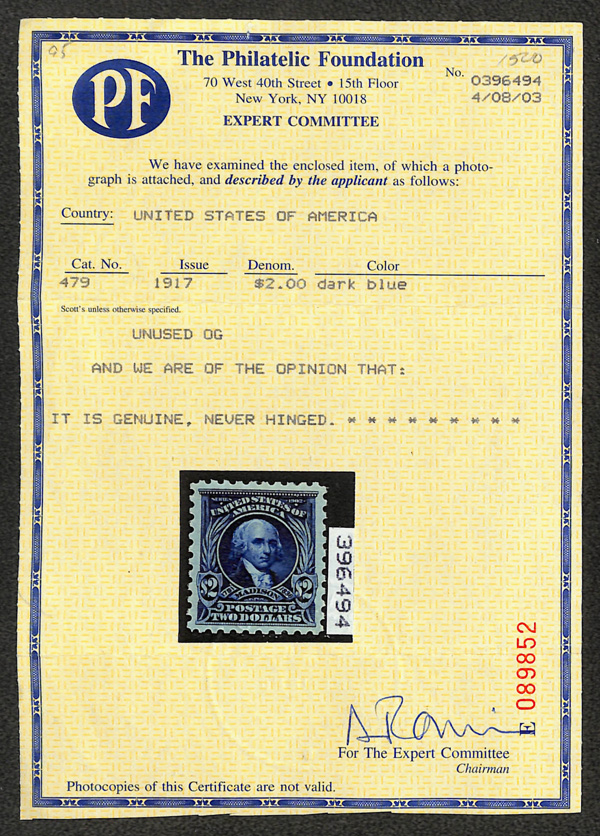 95
1500
PF
The Philatelic Foundation
70 West 40th Street • 15th Floor
New York, NY 10018
EXPERT COMMITTEE
No. 0396494
4/08/03
We have examined the enclosed item, of which a photo-
graph is attached, and described by the applicant as follows:
Country: UNITED STATES OF AMERICA
Cat. No. Issue Denom. Color
479 1917 $2.00 dark blue
Scott's unless otherwise specified.
UNUSED OG
AND WE ARE OF THE OPINION THAT:
IT IS GENUINE, NEVER HINGED. * * * * * * * * *
SERIES 1902
UNITED STATES OF
AMERICA
MADISON
$2 $2
POSTAGE
TWO DOLLARS
396494
E 089852
For The Expert Committee
Chairman
Photocopies of this Certificate are not valid.